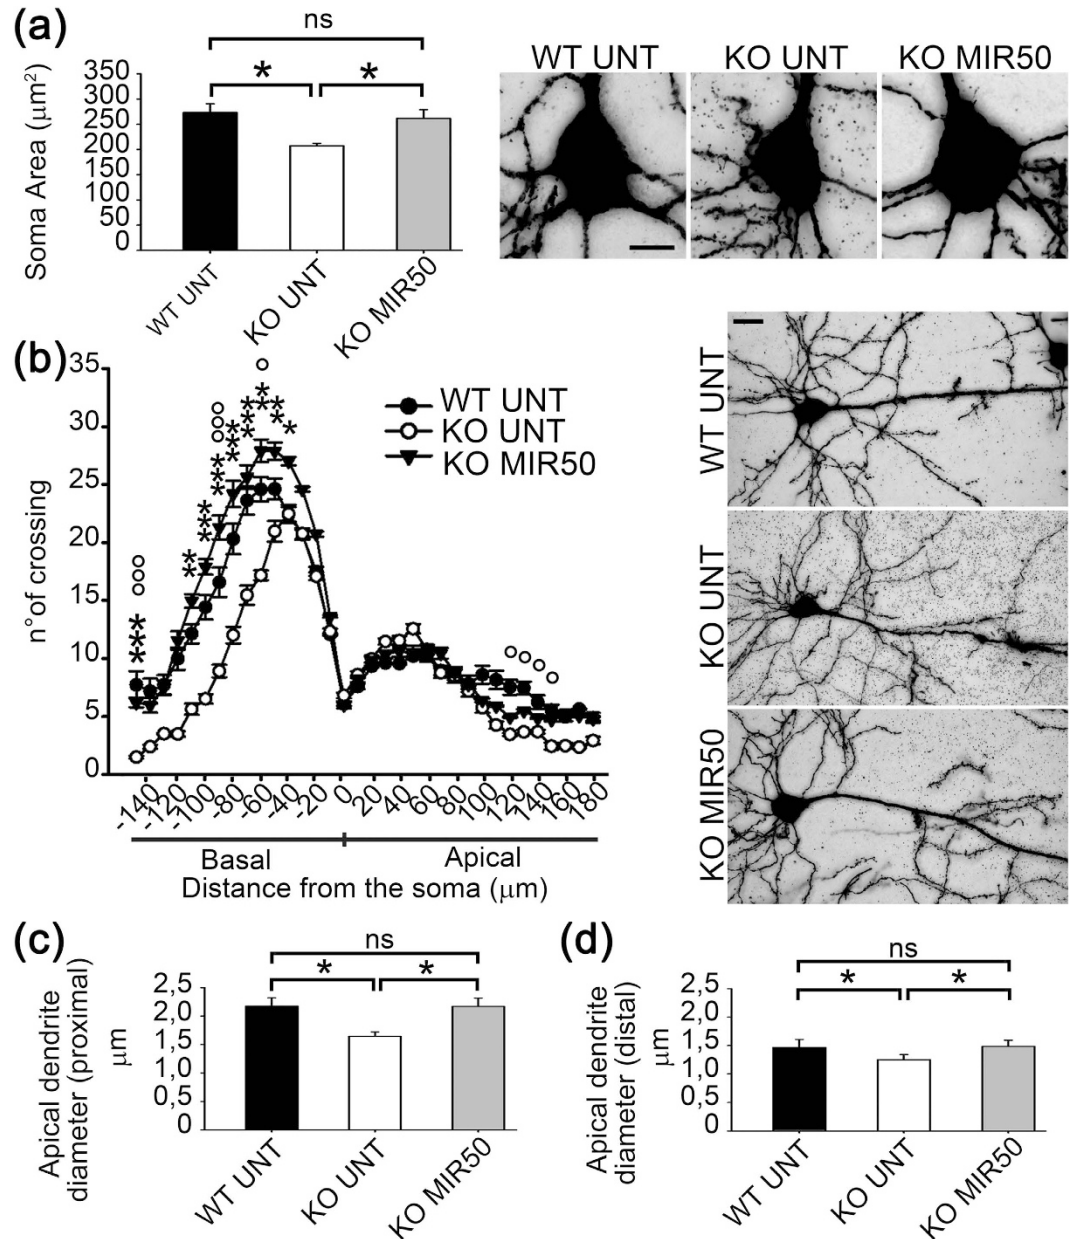 (a)
ns
* *
Soma Area (μm²)
350
300
250
200
150
100
50
0
WT UNT
KO UNT
KO MIR50
WT UNT KO UNT KO MIR50
(b)
n° of crossing
35
30
25
20
15
10
5
0
WT UNT
KO UNT
KO MIR50
-140 -120 -100 -80 -60 -40 -20 0 20 40 60 80 100 120 140 160 180
Basal Apical
Distance from the soma (μm)
WT UNT
KO UNT
KO MIR50
(c)
ns
* *
Apical dendrite
diameter (proximal)
μm
2,5
2,0
1,5
1,0
0,5
0
WT UNT
KO UNT
KO MIR50
(d)
ns
* *
Apical dendrite
diameter (distal)
μm
2,5
2,0
1,5
1,0
0,5
0
WT UNT
KO UNT
KO MIR50